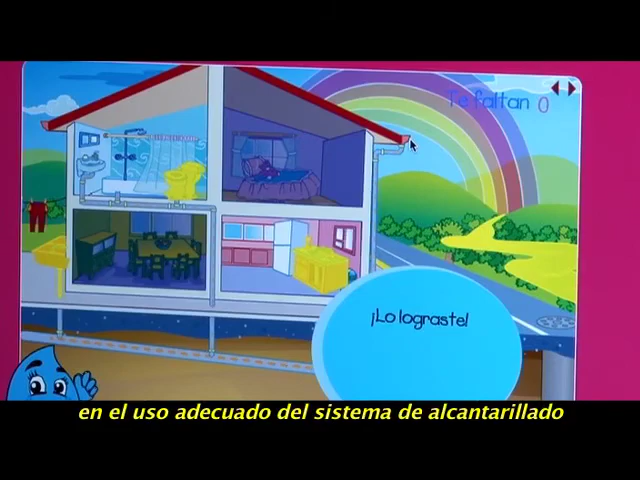 Te faltan 0
¡Lo lograste!
en el uso adecuado del sistema de alcantarillado